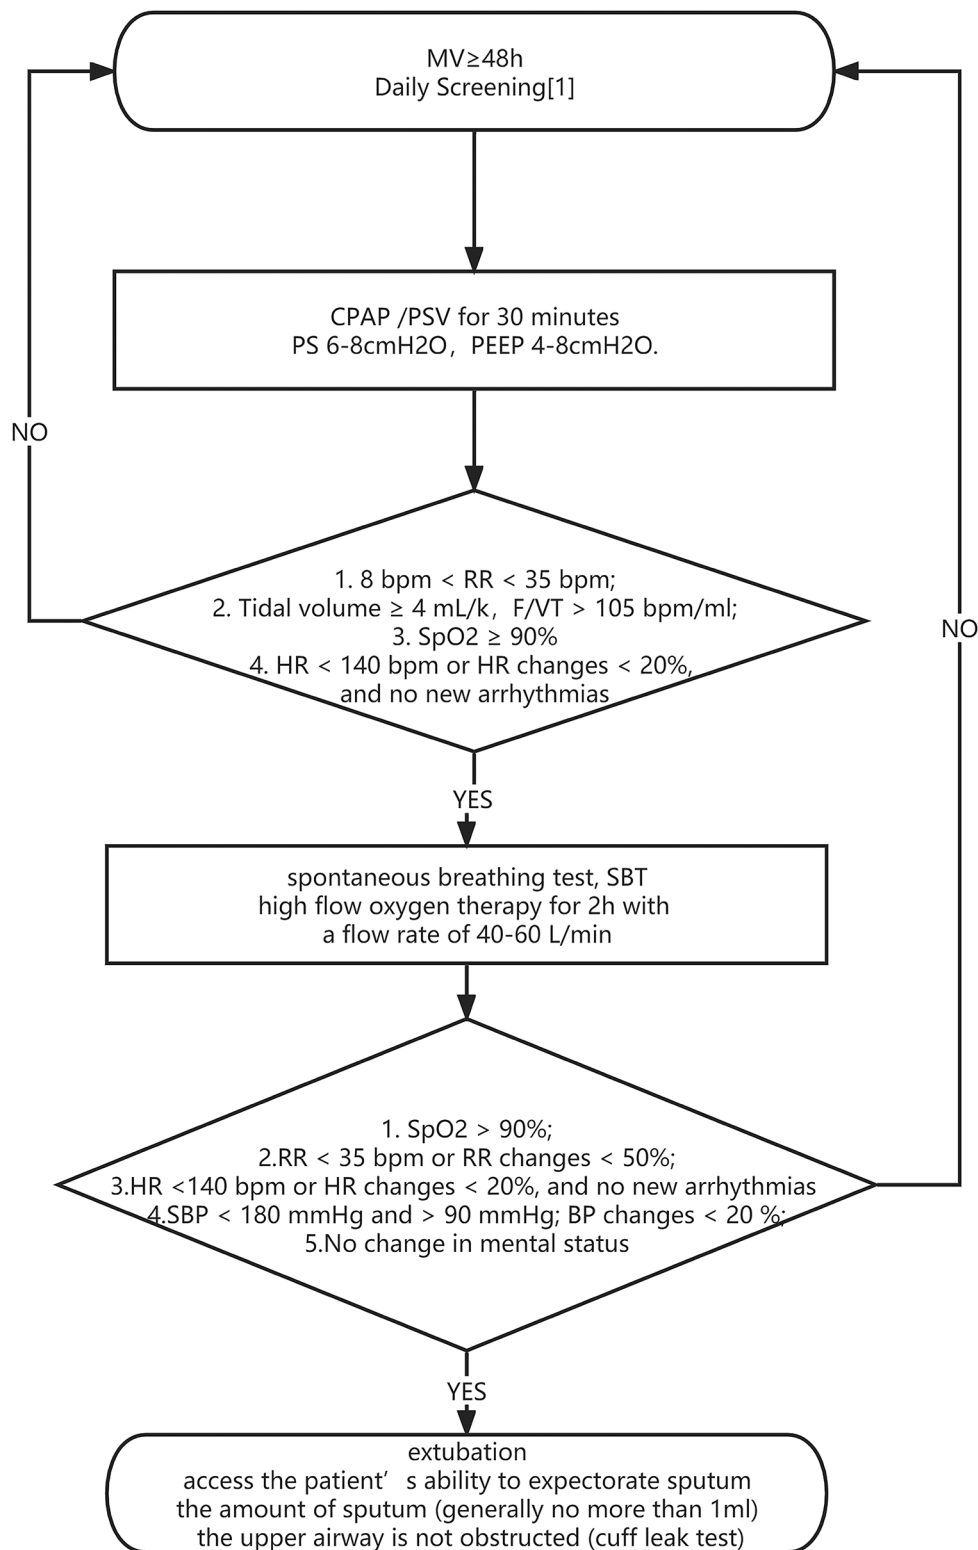 MV≥48h
Daily Screening[1]
CPAP /PSV for 30 minutes
PS 6-8cmH2O，PEEP 4-8cmH2O.
NO
1. 8 bpm < RR < 35 bpm;
2. Tidal volume ≥ 4 mL/k，F/VT > 105 bpm/ml;
3. SpO2 ≥ 90%
4. HR < 140 bpm or HR changes < 20%,
and no new arrhythmias
NO
YES
spontaneous breathing test, SBT
high flow oxygen therapy for 2h with
a flow rate of 40-60 L/min
1. SpO2 > 90%;
2.RR < 35 bpm or RR changes < 50%;
3.HR <140 bpm or HR changes < 20%, and no new arrhythmias
4.SBP < 180 mmHg and > 90 mmHg; BP changes < 20 %;
5.No change in mental status
YES
extubation
access the patient’s ability to expectorate sputum
the amount of sputum (generally no more than 1ml)
the upper airway is not obstructed (cuff leak test)